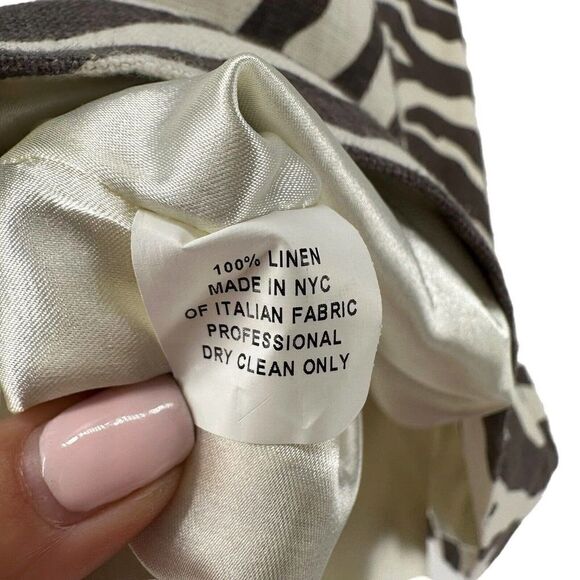 100% LINEN
MADE IN NYC
OF ITALIAN FABRIC
PROFESSIONAL
DRY CLEAN ONLY